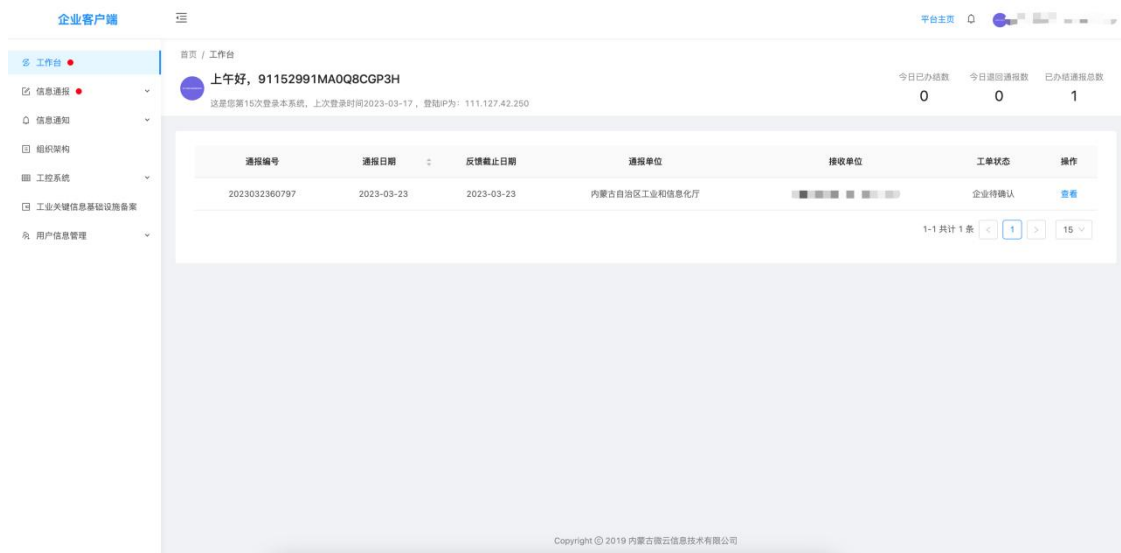 企业客户端
平台主页
工作台
信息通报
信息通知
组织架构
工控系统
工业关键信息基础设施备案
用户信息管理
首页 / 工作台
上午好，91152991MA0Q8CGP3H
这是您第15次登录本系统，上次登录时间2023-03-17 ，登陆IP为：111.127.42.250
今日已办结数 今日退回通报数 已办结通报总数
0 0 1
通报编号 通报日期 反馈截止日期 通报单位 接收单位 工单状态 操作
2023032360797 2023-03-23 2023-03-23 内蒙古自治区工业和信息化厅 企业待确认 查看
1-1 共计 1 条 < 1 > 15
Copyright © 2019 内蒙古微云信息技术有限公司